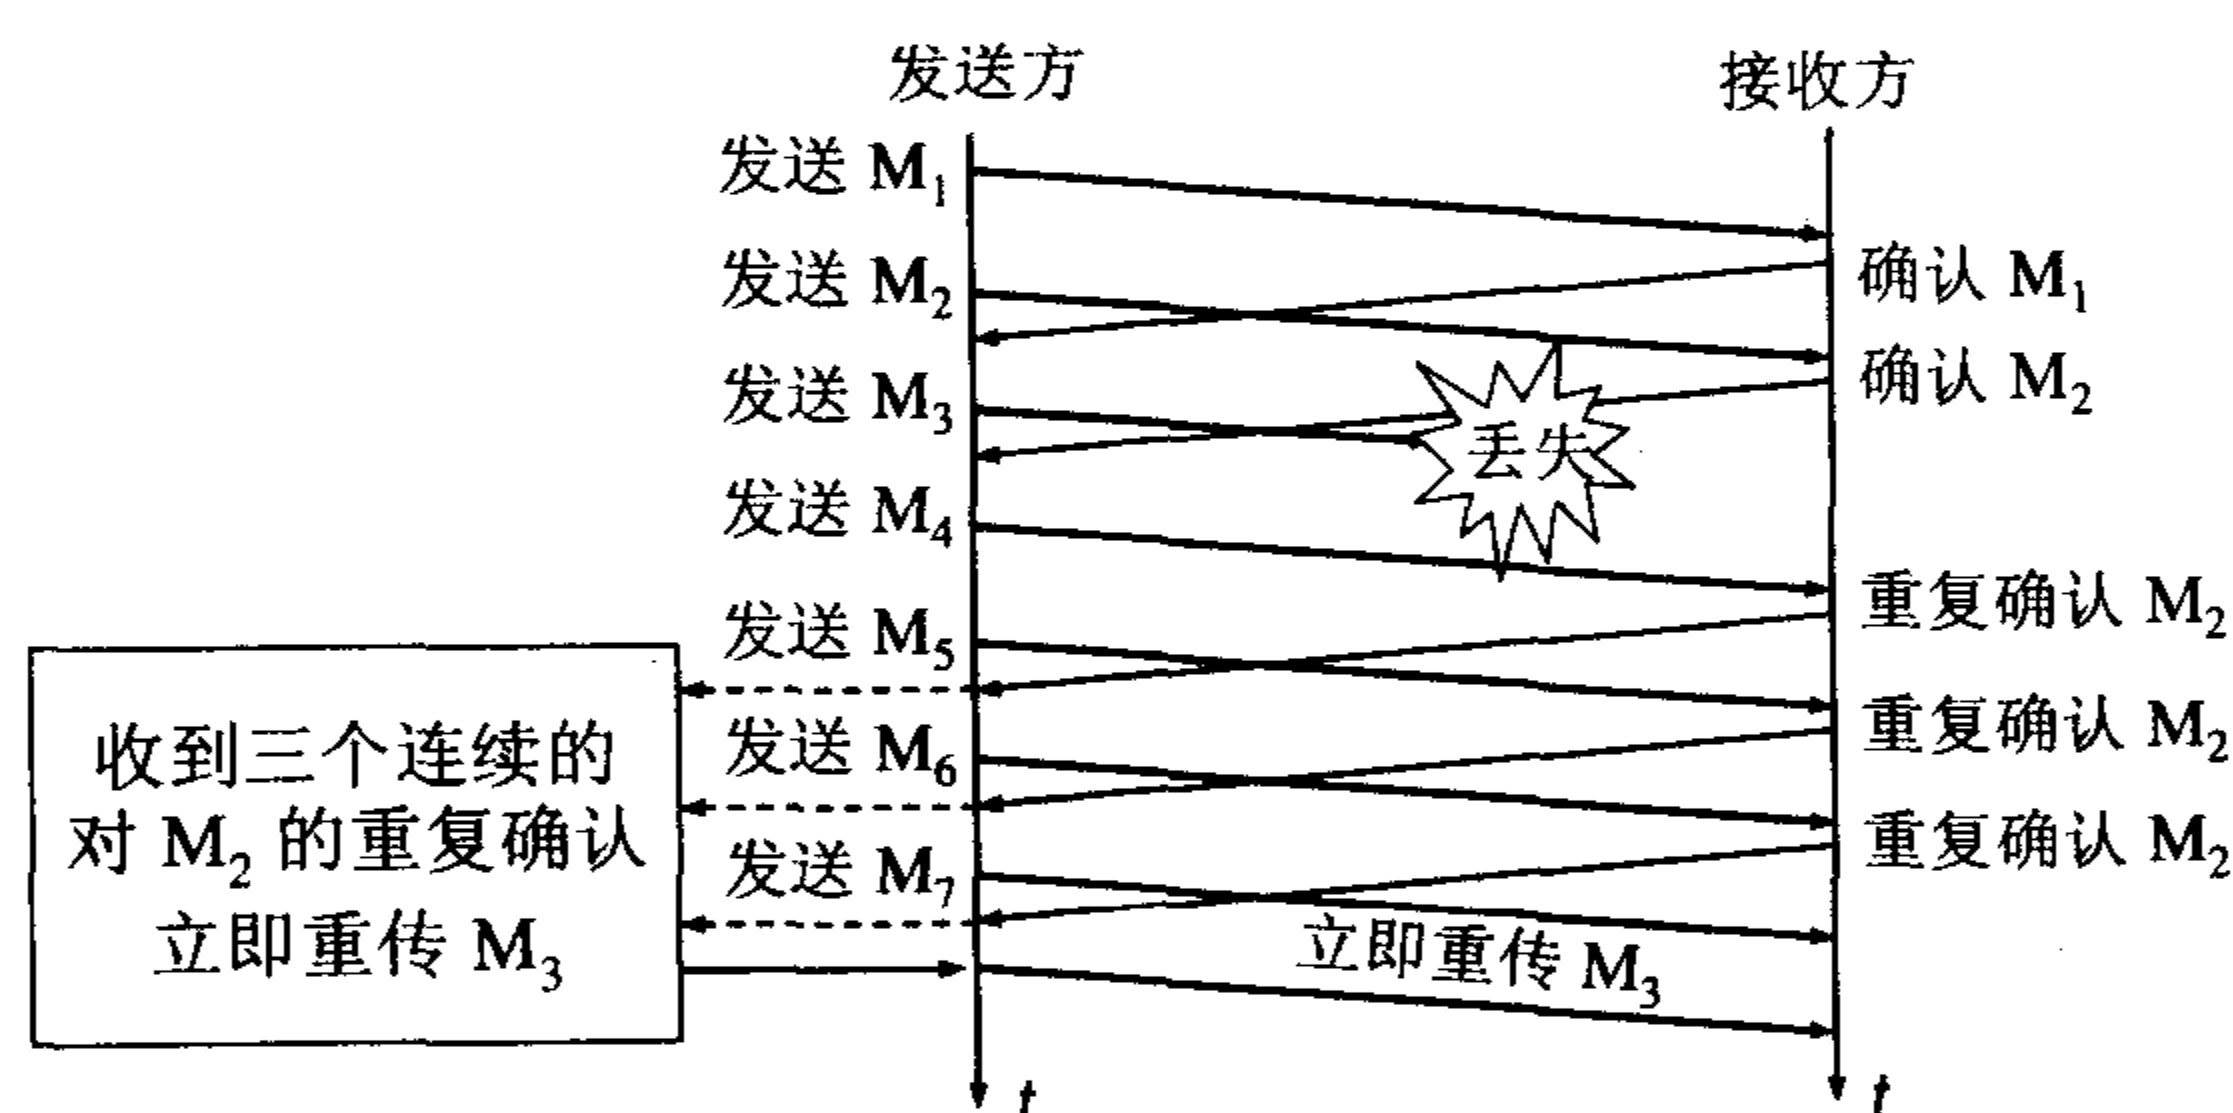 发送方
接收方
发送 M1
发送 M2
确认 M1
发送 M3
确认 M2
丢失
发送 M4
发送 M5
重复确认 M2
发送 M6
重复确认 M2
发送 M7
重复确认 M2
收到三个连续的
对 M2 的重复确认
立即重传 M3
立即重传 M3
t
t